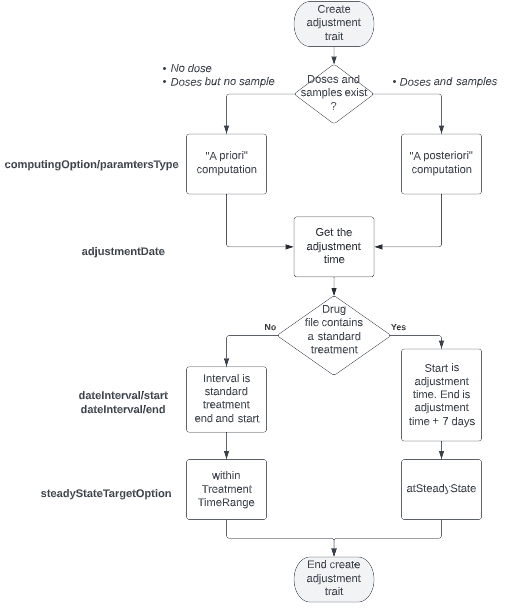 Create
adjustment
trait
• No dose
• Doses but no sample
Doses and
samples exist
?
• Doses and samples
computingOption/paramtersType
"A priori"
computation
"A posteriori"
computation
adjustmentDate
Get the
adjustment
time
Drug
file contains
a standard
treatment
No
Yes
dateInterval/start
dateInterval/end
Interval is
standard
treatment
end and start
Start is
adjustment
time. End is
adjustment
time + 7 days
steadyStateTargetOption
within
Treatment
TimeRange
atSteadyState
End create
adjustment
trait